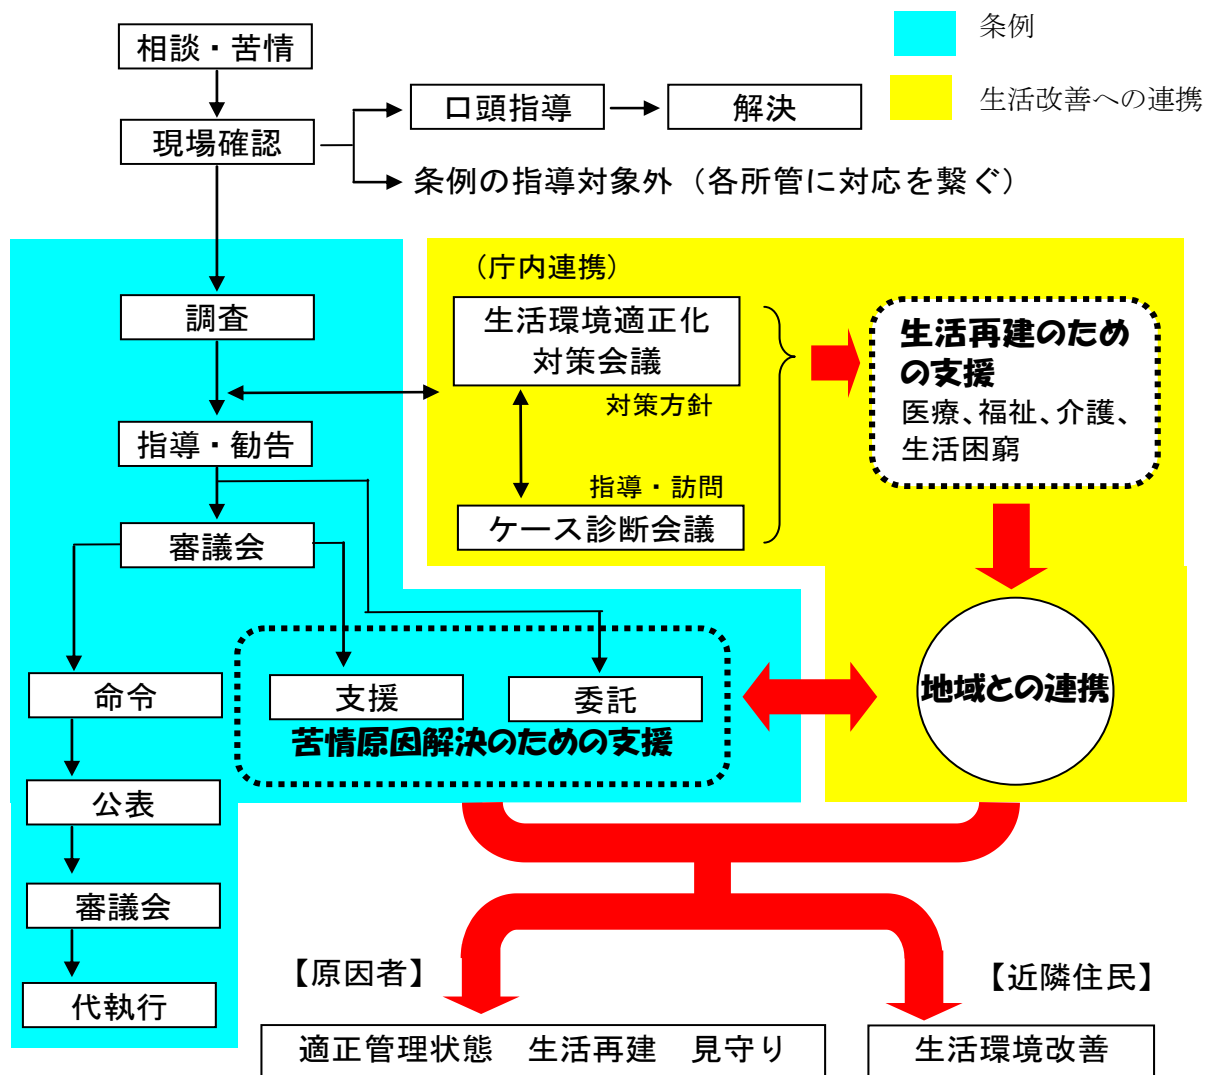 相談・苦情
条例
生活改善への連携
口頭指導
解決
現場確認
条例の指導対象外（各所管に対応を繋ぐ）
（庁内連携）
調査
生活環境適正化
対策会議
対策方針
生活再建のため
の支援
医療、福祉、介護、
生活困窮
指導・勧告
指導・訪問
ケース診断会議
審議会
命令
支援
委託
苦情原因解決のための支援
地域との連携
公表
審議会
代執行
【原因者】
【近隣住民】
適正管理状態　生活再建　見守り
生活環境改善